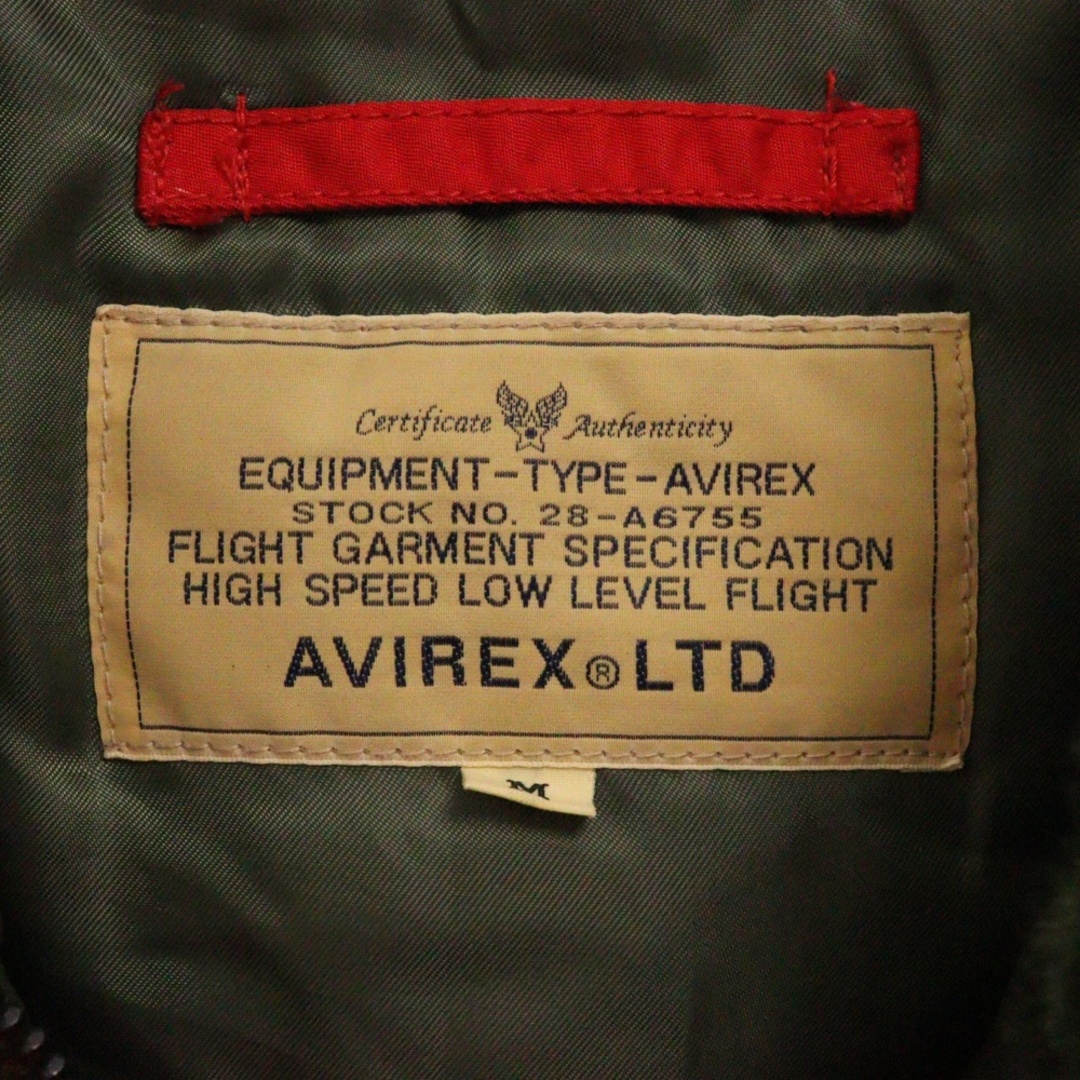 Certificate Authenticity
EQUIPMENT-TYPE-AVIREX
STOCK NO. 28-A6755
FLIGHT GARMENT SPECIFICATION
HIGH SPEED LOW LEVEL FLIGHT
AVIREX®LTD
M